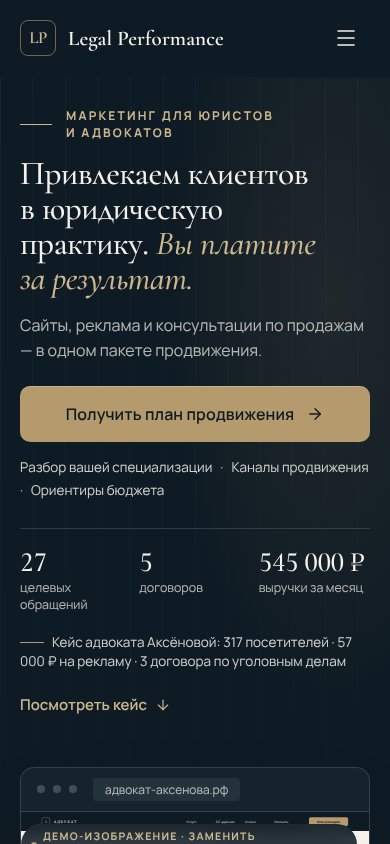 LP Legal Performance
МАРКЕТИНГ ДЛЯ ЮРИСТОВ
И АДВОКАТОВ
Привлекаем клиентов
в юридическую
практику. Вы платите
за результат.
Сайты, реклама и консультации по продажам
— в одном пакете продвижения.
Получить план продвижения →
Разбор вашей специализации · Каналы продвижения
· Ориентиры бюджета
27 5 545 000 ₽
целевых договоров выручки за месяц
обращений
Кейс адвоката Аксёновой: 317 посетителей · 57
000 ₽ на рекламу · 3 договора по уголовным делам
Посмотреть кейс ↓
адвокат-аксенова.рф
ДЕМО-ИЗОБРАЖЕНИЕ · ЗАМЕНИТЬ